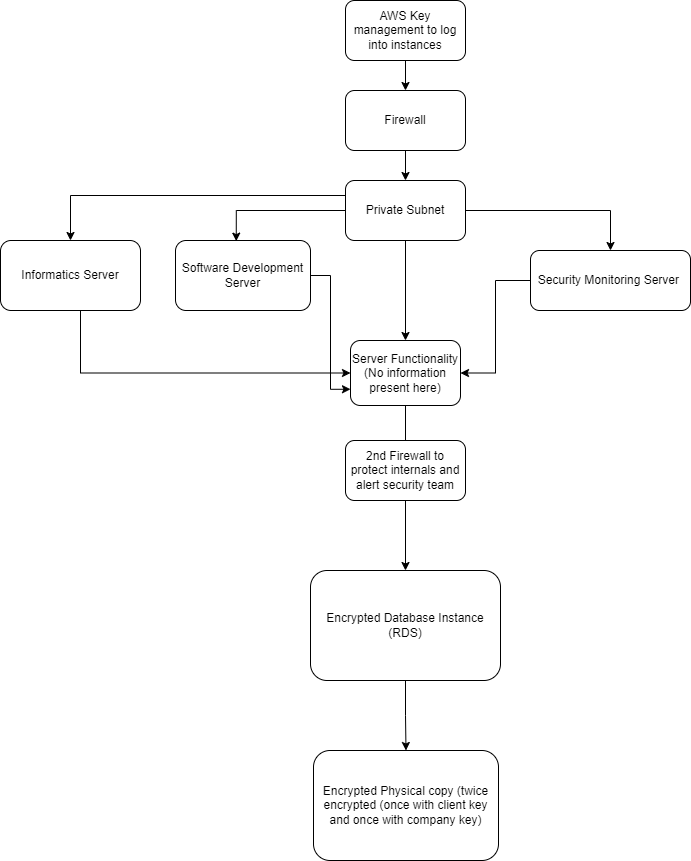 AWS Key
management to log
into instances
Firewall
Private Subnet
Informatics Server
Software Development
Server
Security Monitoring Server
Server Functionality
(No information
present here)
2nd Firewall to
protect internals and
alert security team
Encrypted Database Instance
(RDS)
Encrypted Physical copy (twice
encrypted (once with client key
and once with company key)